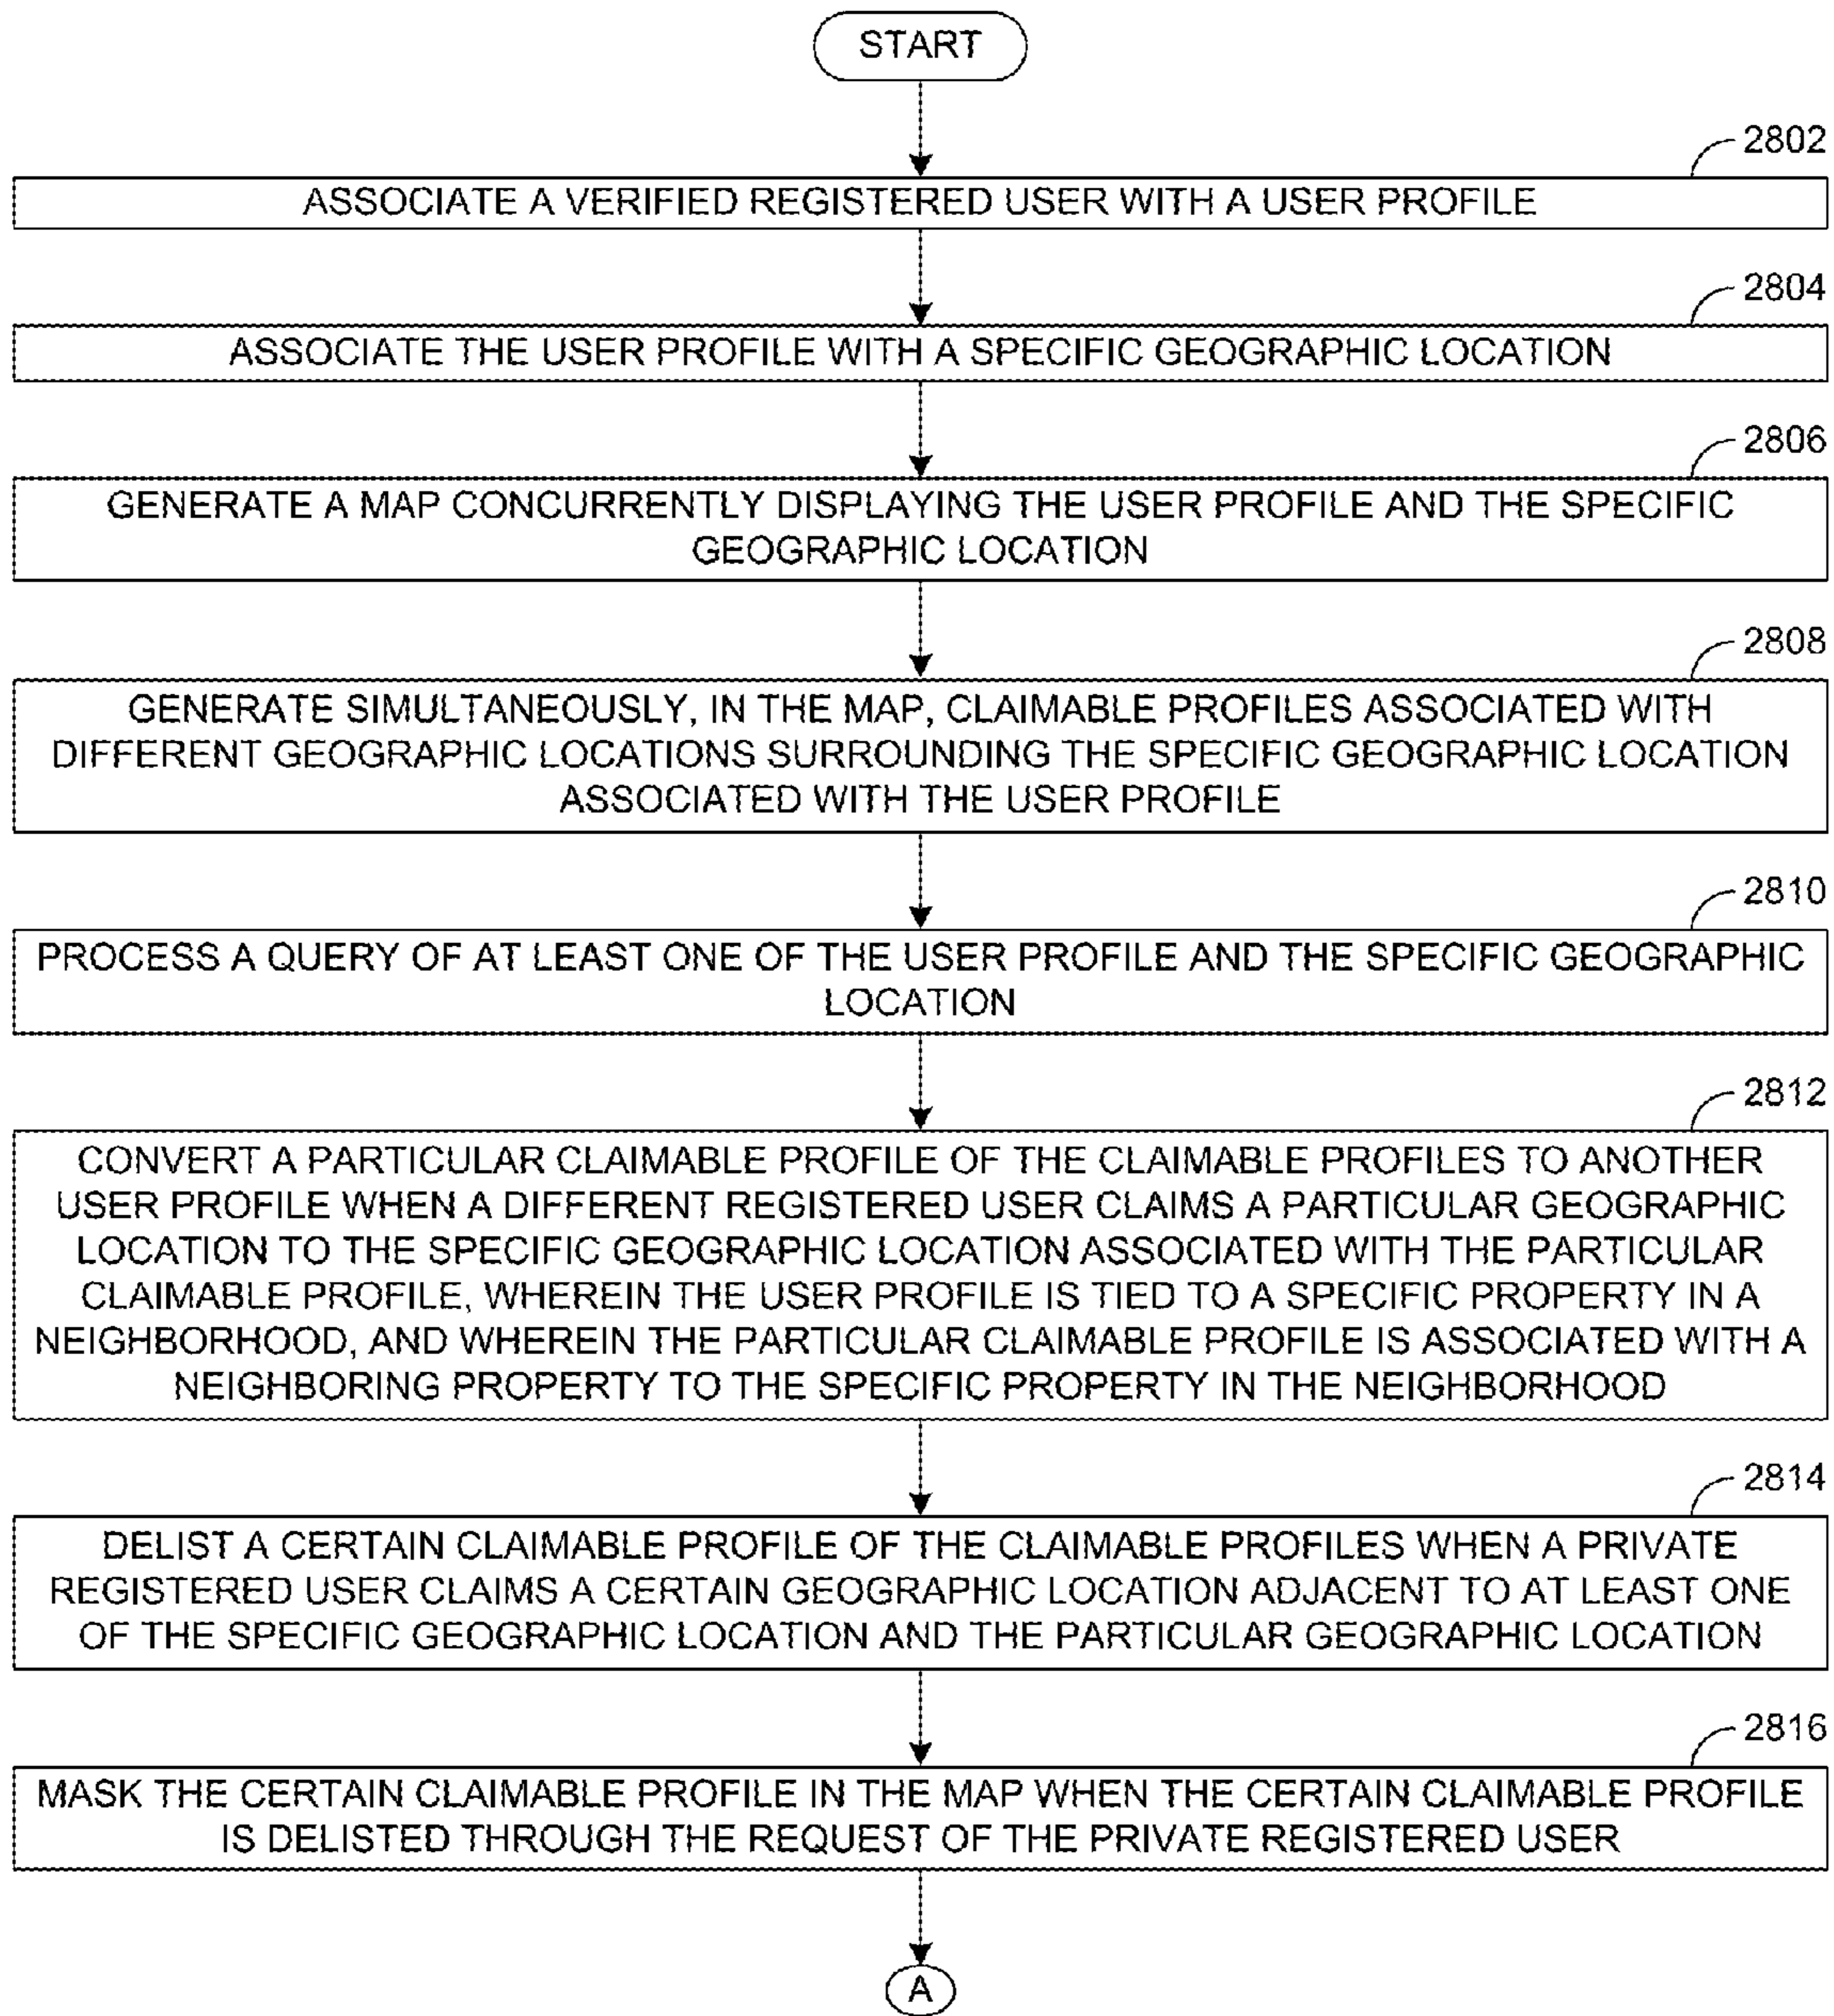 START
2802
ASSOCIATE A VERIFIED REGISTERED USER WITH A USER PROFILE
2804
ASSOCIATE THE USER PROFILE WITH A SPECIFIC GEOGRAPHIC LOCATION
2806
GENERATE A MAP CONCURRENTLY DISPLAYING THE USER PROFILE AND THE SPECIFIC
GEOGRAPHIC LOCATION
2808
GENERATE SIMULTANEOUSLY, IN THE MAP, CLAIMABLE PROFILES ASSOCIATED WITH
DIFFERENT GEOGRAPHIC LOCATIONS SURROUNDING THE SPECIFIC GEOGRAPHIC LOCATION
ASSOCIATED WITH THE USER PROFILE
2810
PROCESS A QUERY OF AT LEAST ONE OF THE USER PROFILE AND THE SPECIFIC GEOGRAPHIC
LOCATION
2812
CONVERT A PARTICULAR CLAIMABLE PROFILE OF THE CLAIMABLE PROFILES TO ANOTHER
USER PROFILE WHEN A DIFFERENT REGISTERED USER CLAIMS A PARTICULAR GEOGRAPHIC
LOCATION TO THE SPECIFIC GEOGRAPHIC LOCATION ASSOCIATED WITH THE PARTICULAR
CLAIMABLE PROFILE, WHEREIN THE USER PROFILE IS TIED TO A SPECIFIC PROPERTY IN A
NEIGHBORHOOD, AND WHEREIN THE PARTICULAR CLAIMABLE PROFILE IS ASSOCIATED WITH A
NEIGHBORING PROPERTY TO THE SPECIFIC PROPERTY IN THE NEIGHBORHOOD
2814
DELIST A CERTAIN CLAIMABLE PROFILE OF THE CLAIMABLE PROFILES WHEN A PRIVATE
REGISTERED USER CLAIMS A CERTAIN GEOGRAPHIC LOCATION ADJACENT TO AT LEAST ONE
OF THE SPECIFIC GEOGRAPHIC LOCATION AND THE PARTICULAR GEOGRAPHIC LOCATION
2816
MASK THE CERTAIN CLAIMABLE PROFILE IN THE MAP WHEN THE CERTAIN CLAIMABLE PROFILE
IS DELISTED THROUGH THE REQUEST OF THE PRIVATE REGISTERED USER
A